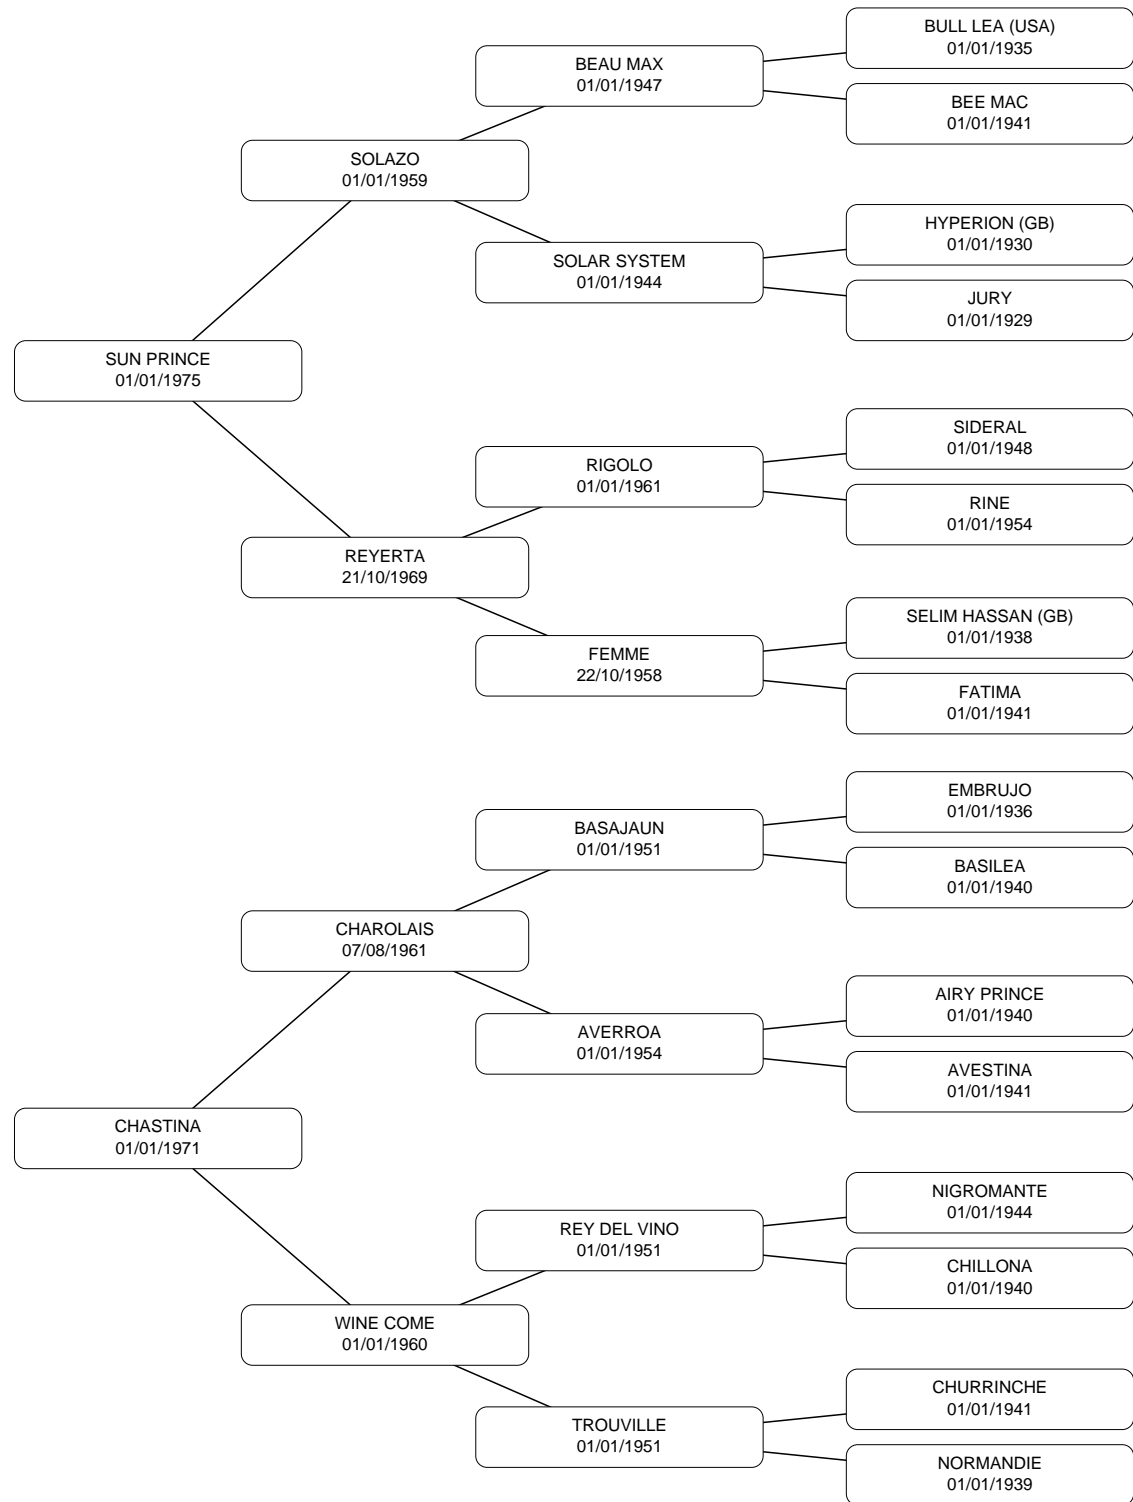 BULL LEA (USA)
01/01/1935
BEAU MAX
01/01/1947
BEE MAC
01/01/1941
SOLAZO
01/01/1959
HYPERION (GB)
01/01/1930
SOLAR SYSTEM
01/01/1944
JURY
01/01/1929
SUN PRINCE
01/01/1975
SIDERAL
01/01/1948
RIGOLO
01/01/1961
RINE
01/01/1954
REYERTA
21/10/1969
SELIM HASSAN (GB)
01/01/1938
FEMME
22/10/1958
FATIMA
01/01/1941
EMBRUJO
01/01/1936
BASAJAUN
01/01/1951
BASILEA
01/01/1940
CHAROLAIS
07/08/1961
AIRY PRINCE
01/01/1940
AVERROA
01/01/1954
AVESTINA
01/01/1941
CHASTINA
01/01/1971
NIGROMANTE
01/01/1944
REY DEL VINO
01/01/1951
CHILLONA
01/01/1940
WINE COME
01/01/1960
CHURRINCHE
01/01/1941
TROUVILLE
01/01/1951
NORMANDIE
01/01/1939